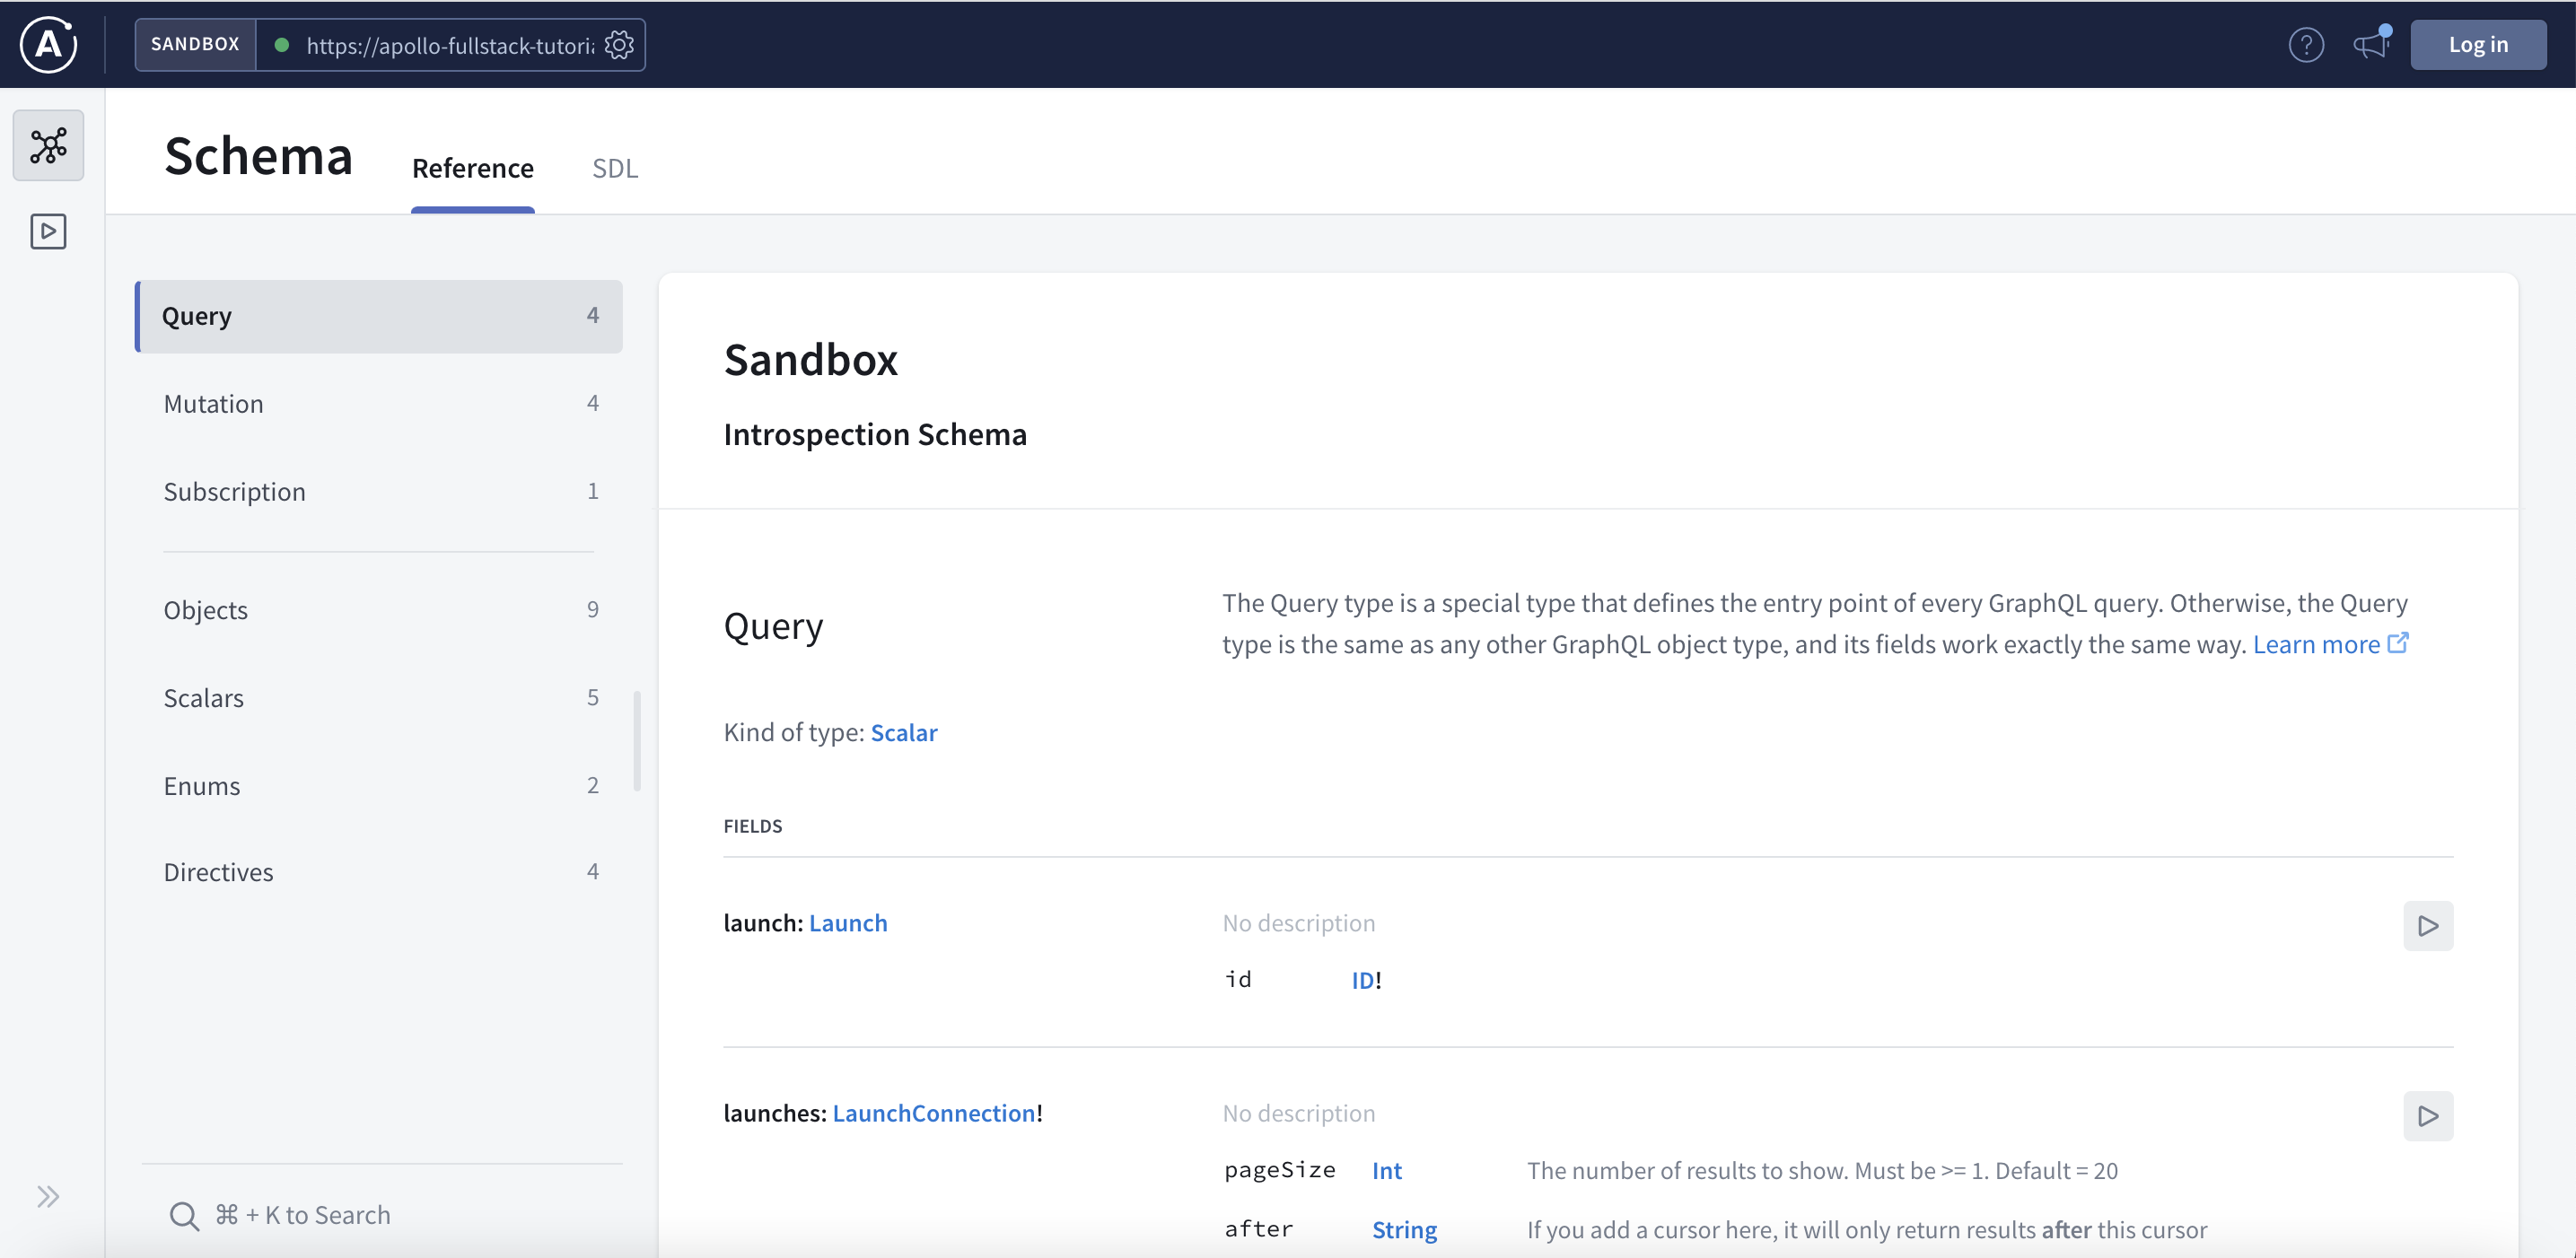 SANDBOX
https://apollo-fullstack-tutori
Log in
Schema
Reference
SDL
Query 4
Mutation 4
Subscription 1
Objects 9
Scalars 5
Enums 2
Directives 4
⌘ + K to Search
Sandbox
Introspection Schema
Query
The Query type is a special type that defines the entry point of every GraphQL query. Otherwise, the Query
type is the same as any other GraphQL object type, and its fields work exactly the same way. Learn more
Kind of type: Scalar
FIELDS
launch: Launch
No description
id ID!
launches: LaunchConnection!
No description
pageSize Int The number of results to show. Must be >= 1. Default = 20
after String If you add a cursor here, it will only return results after this cursor